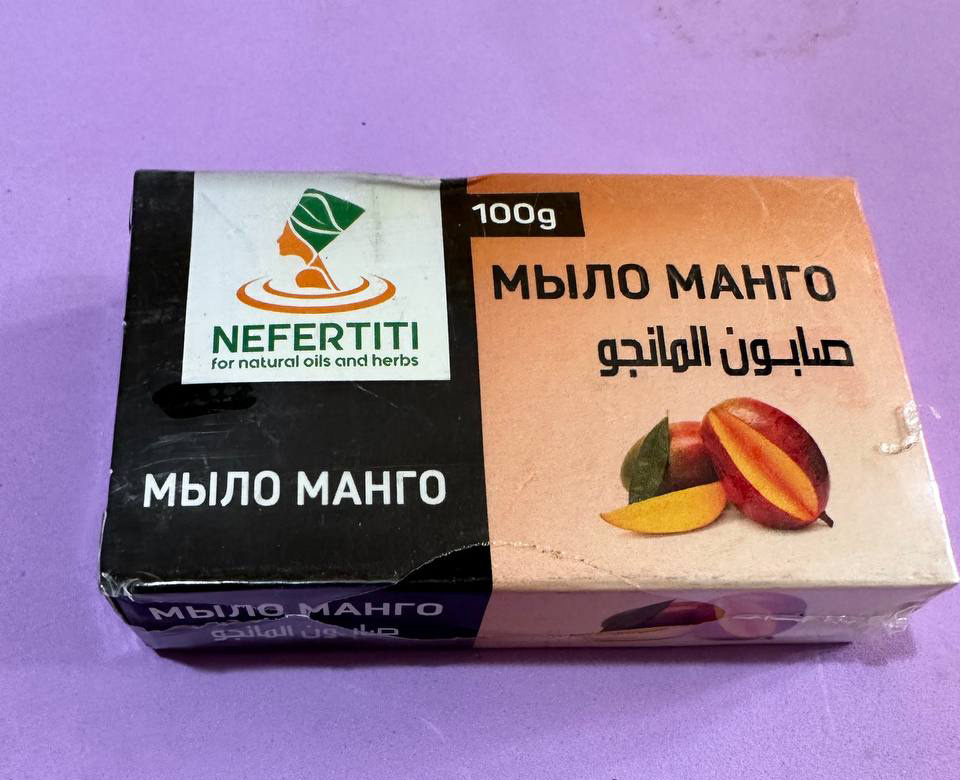 NEFERTITI
for natural oils and herbs
МЫЛО МАНГО
100g
МЫЛО МАНГО
صابون المانجو
МЫЛО МАНГО
صابون المانجو